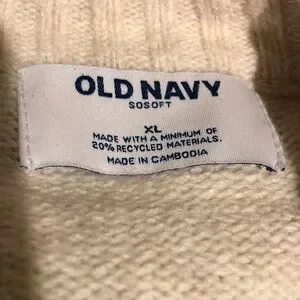 OLD NAVY
SOSOFT
XL
MADE WITH A MINIMUM OF
20% RECYCLED MATERIALS.
MADE IN CAMBODIA